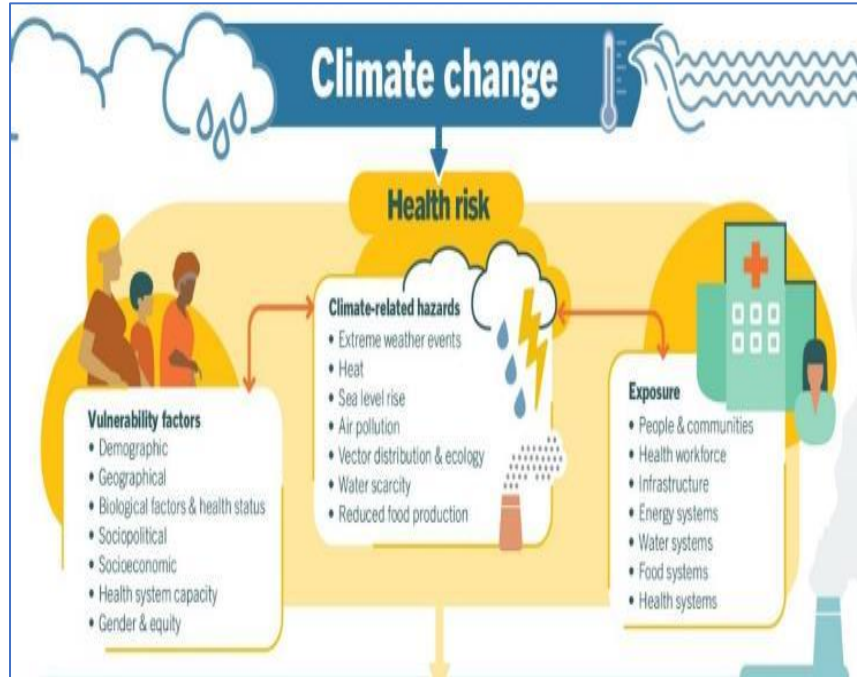 Climate change
Health risk
Climate-related hazards
• Extreme weather events
• Heat
• Sea level rise
• Air pollution
• Vector distribution & ecology
• Water scarcity
• Reduced food production
Vulnerability factors
• Demographic
• Geographical
• Biological factors & health status
• Sociopolitical
• Socioeconomic
• Health system capacity
• Gender & equity
Exposure
• People & communities
• Health workforce
• Infrastructure
• Energy systems
• Water systems
• Food systems
• Health systems